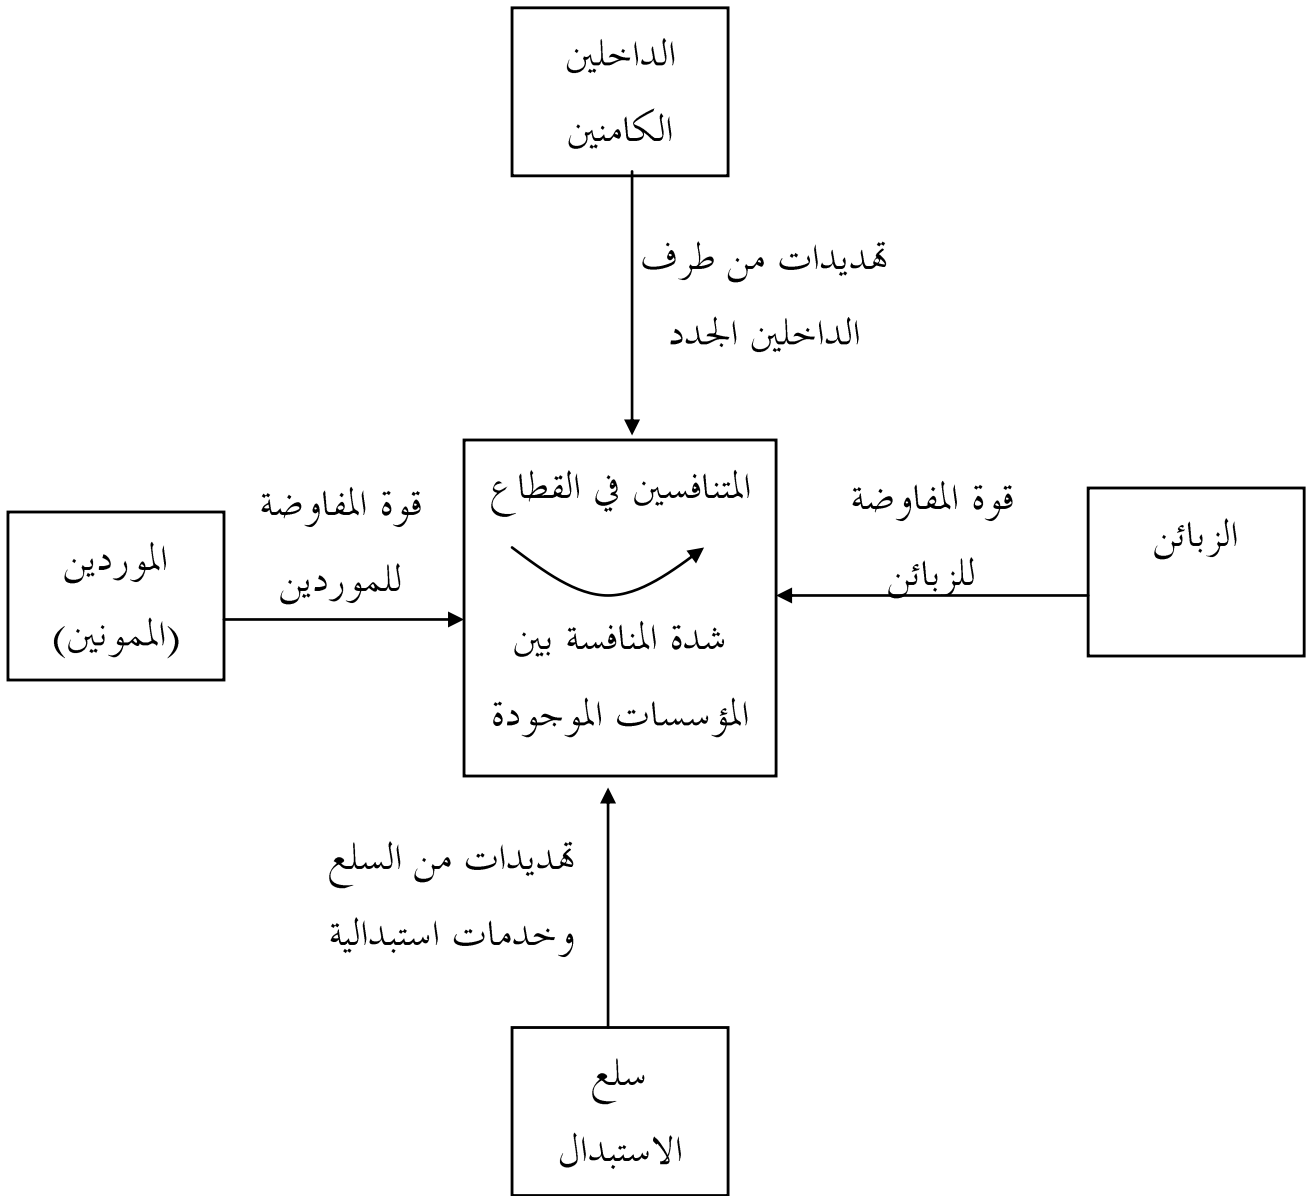 الداخلين
الكامنين
تهديدات من طرف
الداخلين الجدد
المتنافسين في القطاع
شدة المنافسة بين
المؤسسات الموجودة
قوة المفاوضة
للزبائن
الزبائن
قوة المفاوضة
للموردين
الموردين
(الممونين)
تهديدات من السلع
وخدمات استبدالية
سلع
الاستبدال